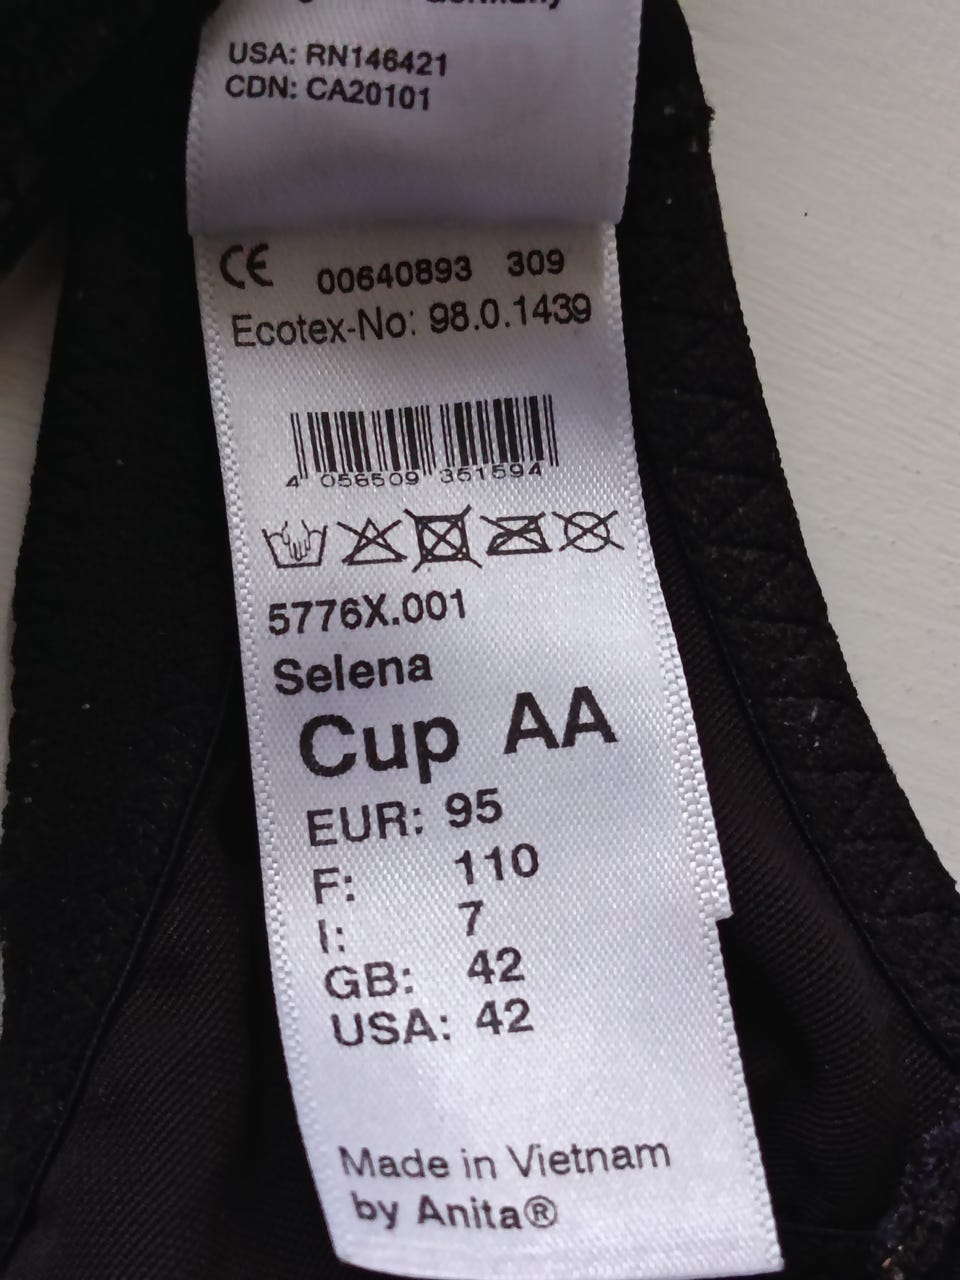 Germany
USA: RN146421
CDN: CA20101
CE 00640893 309
Ecotex-No: 98.0.1439
4 056509 351594
5776X.001
Selena
Cup AA
EUR: 95
F: 110
I: 7
GB: 42
USA: 42
Made in Vietnam
by Anita®